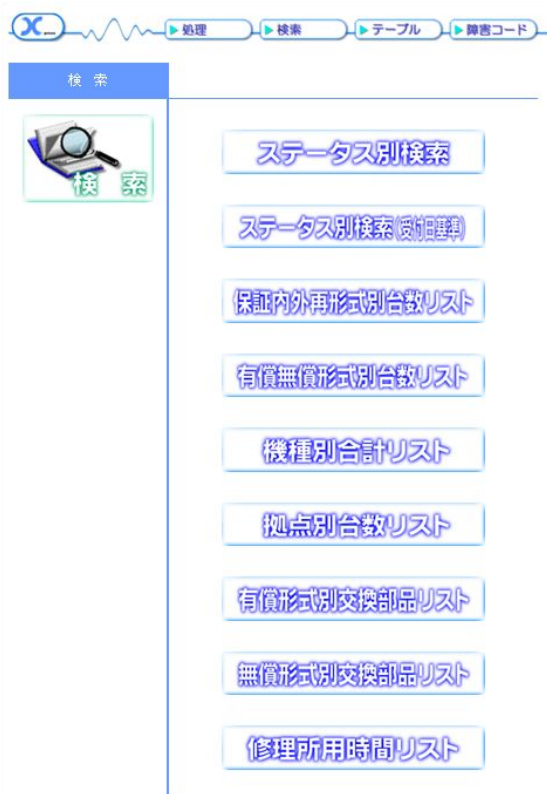 X
処理
検索
テーブル
障害コード
検 索
検 索
ステータス別検索
ステータス別検索(受付日基準)
保証内外再形式別台数リスト
有償無償形式別台数リスト
機種別合計リスト
拠点別台数リスト
有償形式別交換部品リスト
無償形式別交換部品リスト
修理所用時間リスト